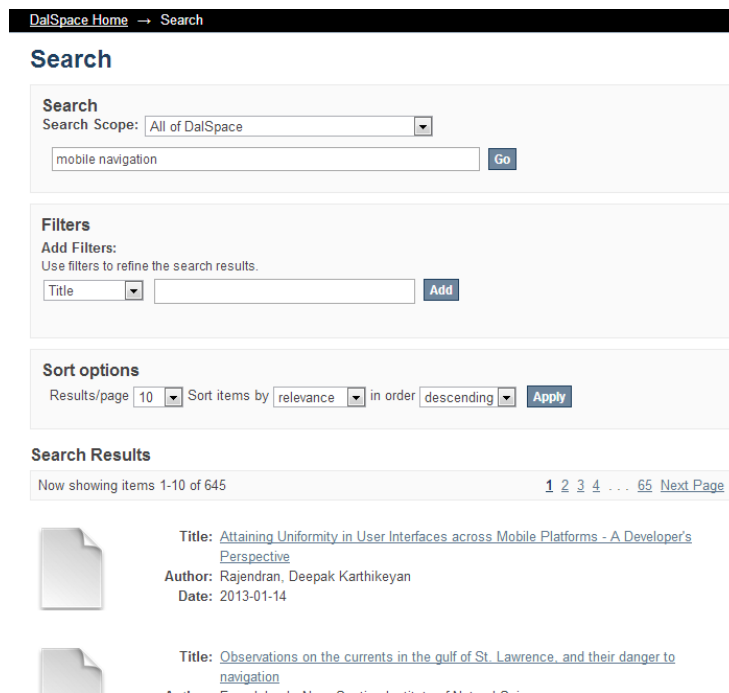 DalSpace Home → Search
Search
Search
Search Scope: All of DalSpace
mobile navigation Go
Filters
Add Filters:
Use filters to refine the search results.
Title Add
Sort options
Results/page 10 Sort items by relevance in order descending Apply
Search Results
Now showing items 1-10 of 645 1 2 3 4 . . . 65 Next Page
Title: Attaining Uniformity in User Interfaces across Mobile Platforms - A Developer's
Perspective
Author: Rajendran, Deepak Karthikeyan
Date: 2013-01-14
Title: Observations on the currents in the gulf of St. Lawrence, and their danger to
navigation